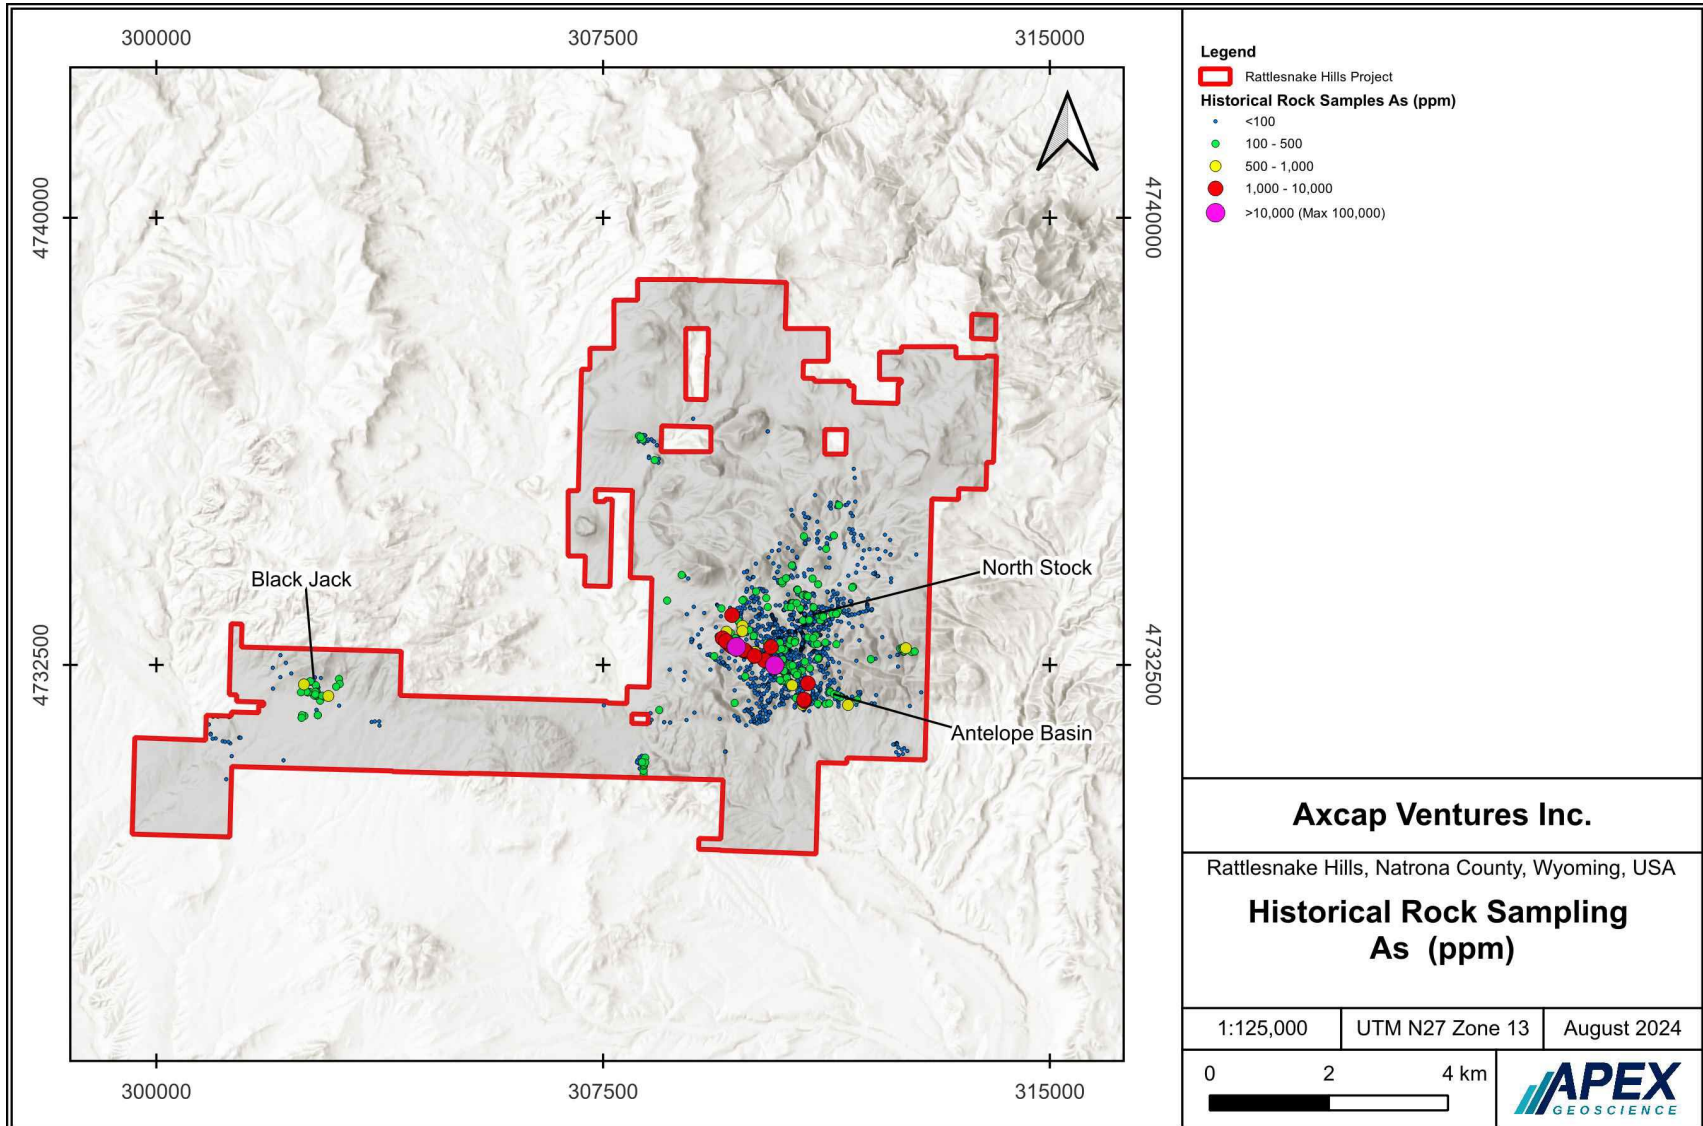 300000
307500
315000
4740000
4740000
4732500
4732500
Black Jack
North Stock
Antelope Basin
300000
307500
315000
Legend
Rattlesnake Hills Project
Historical Rock Samples As (ppm)
<100
100 - 500
500 - 1,000
1,000 - 10,000
>10,000 (Max 100,000)
Axcap Ventures Inc.
Rattlesnake Hills, Natrona County, Wyoming, USA
Historical Rock Sampling
As (ppm)
1:125,000
UTM N27 Zone 13
August 2024
0 2 4 km
APEX
GEOSCIENCE